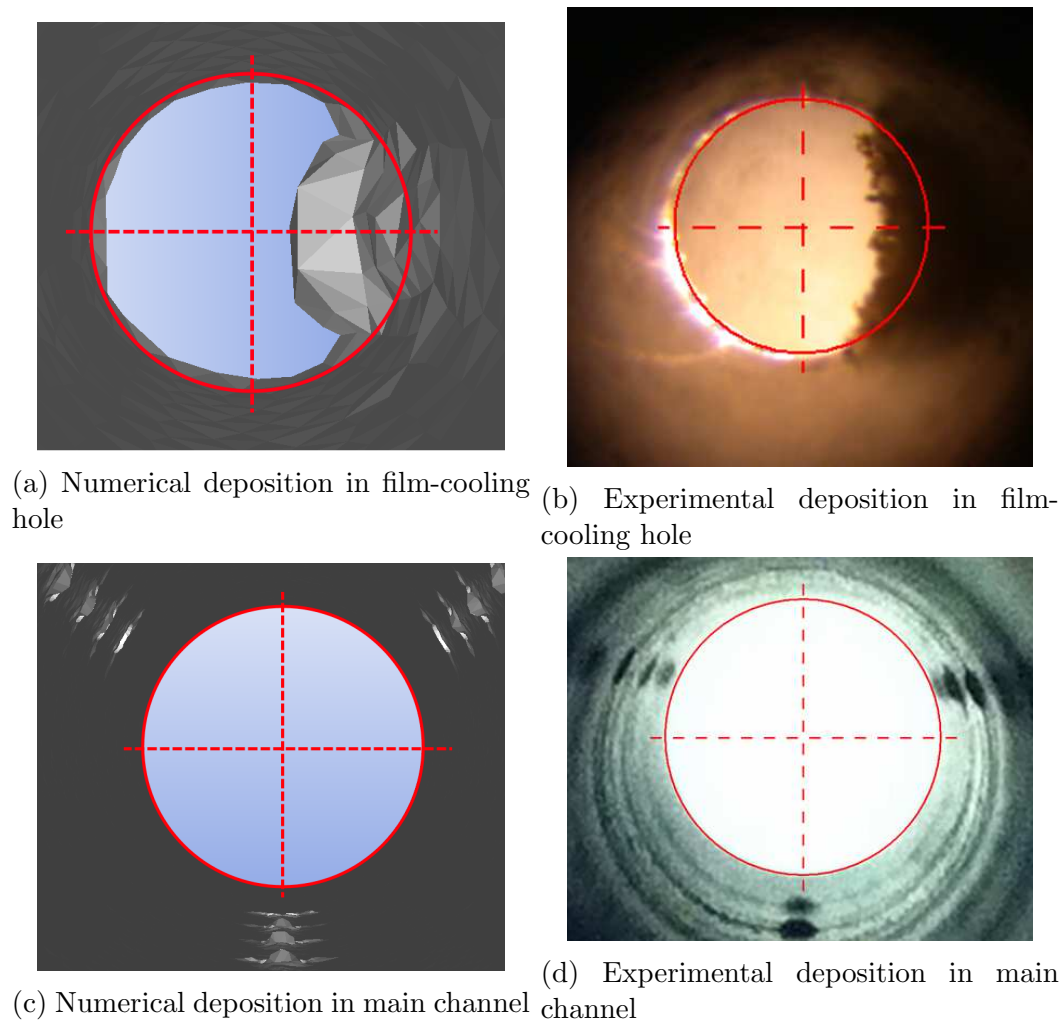 (a) Numerical deposition in film-cooling
hole
(b) Experimental deposition in film-
cooling hole
(c) Numerical deposition in main channel
(d) Experimental deposition in main
channel